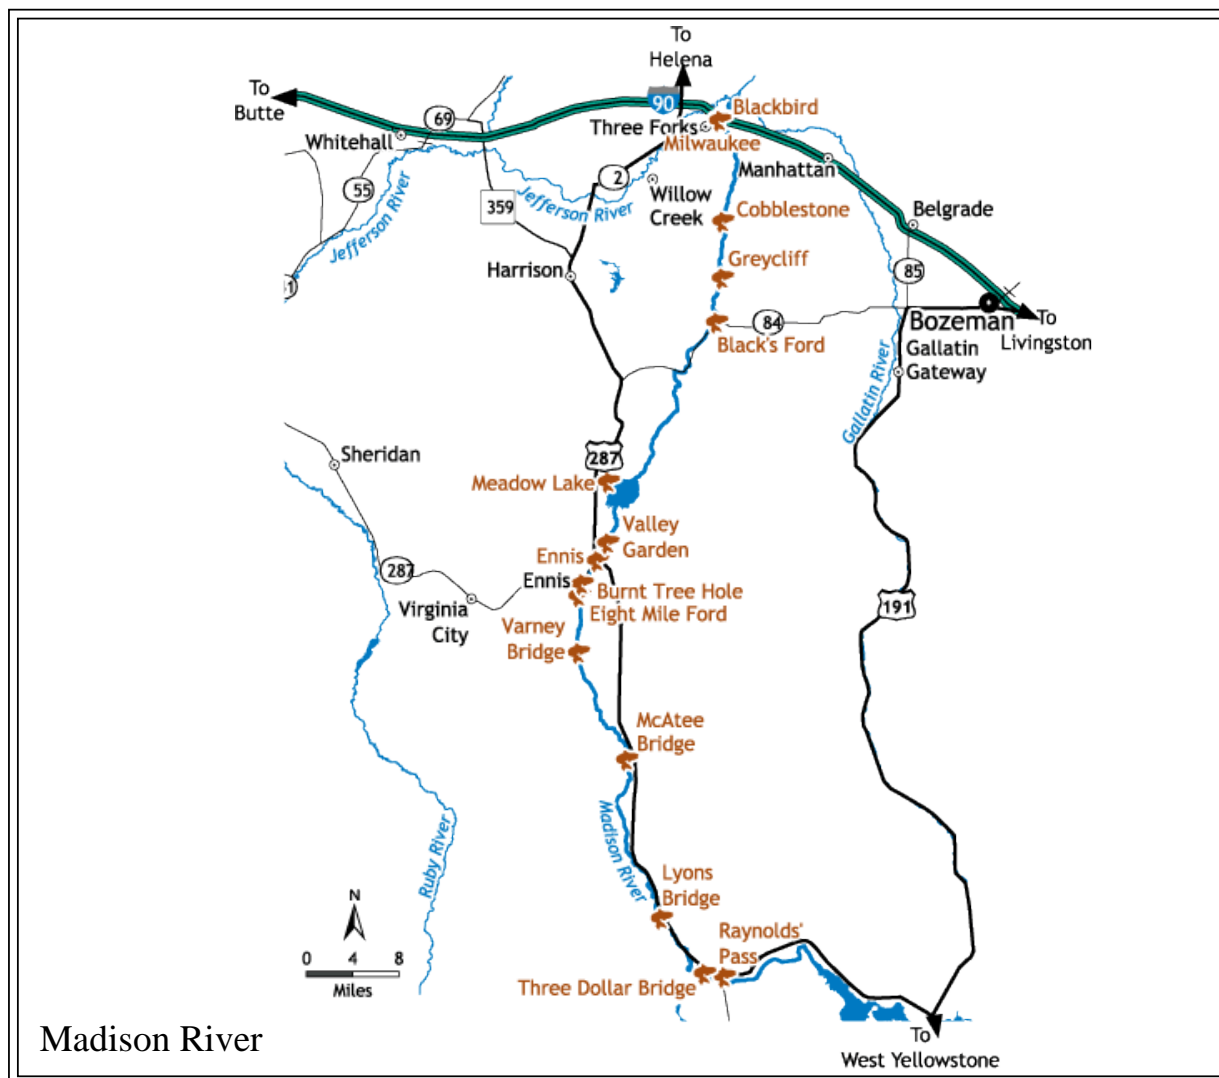 To
Helena
To
Butte
90
Blackbird
69
Three Forks
Whitehall
Milwaukee
Manhattan
2
55
Willow
Creek
359
Jefferson River
Jefferson River
Cobblestone
Belgrade
Greycliff
Harrison
85
84
Bozeman
To
Livingston
Black's Ford
Gallatin
Gateway
Gallatin River
Sheridan
287
Meadow Lake
Valley
Garden
Ennis
287
Ennis
Burnt Tree Hole
Eight Mile Ford
Virginia
City
191
Varney
Bridge
McAtee
Bridge
Madison River
Ruby River
Lyons
Bridge
N
Raynolds'
Pass
0 4 8
Miles
Three Dollar Bridge
To
West Yellowstone
Madison River